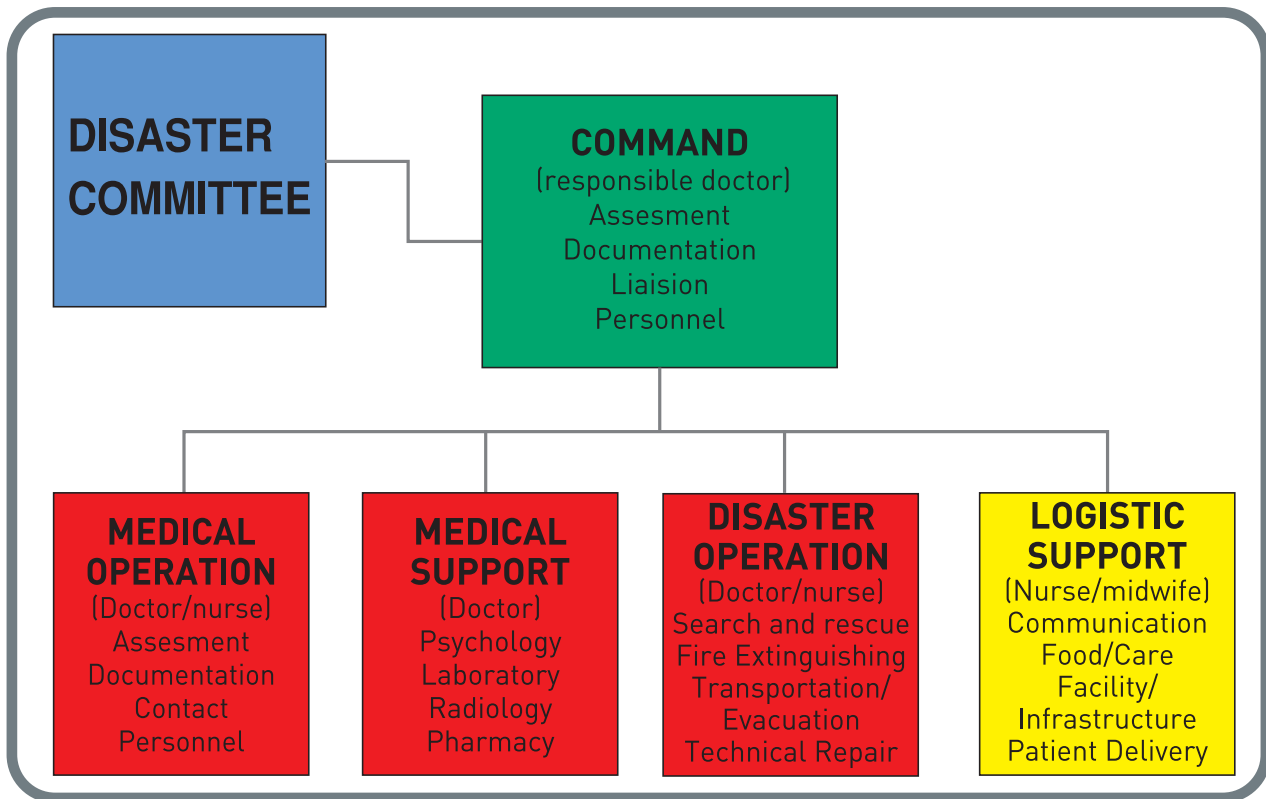 DISASTER
COMMITTEE
COMMAND
(responsible doctor)
Assesment
Documentation
Liaision
Personnel
MEDICAL
OPERATION
(Doctor/nurse)
Assesment
Documentation
Contact
Personnel
MEDICAL
SUPPORT
(Doctor)
Psychology
Laboratory
Radiology
Pharmacy
DISASTER
OPERATION
(Doctor/nurse)
Search and rescue
Fire Extinguishing
Transportation/
Evacuation
Technical Repair
LOGISTIC
SUPPORT
(Nurse/midwife)
Communication
Food/Care
Facility/
Infrastructure
Patient Delivery